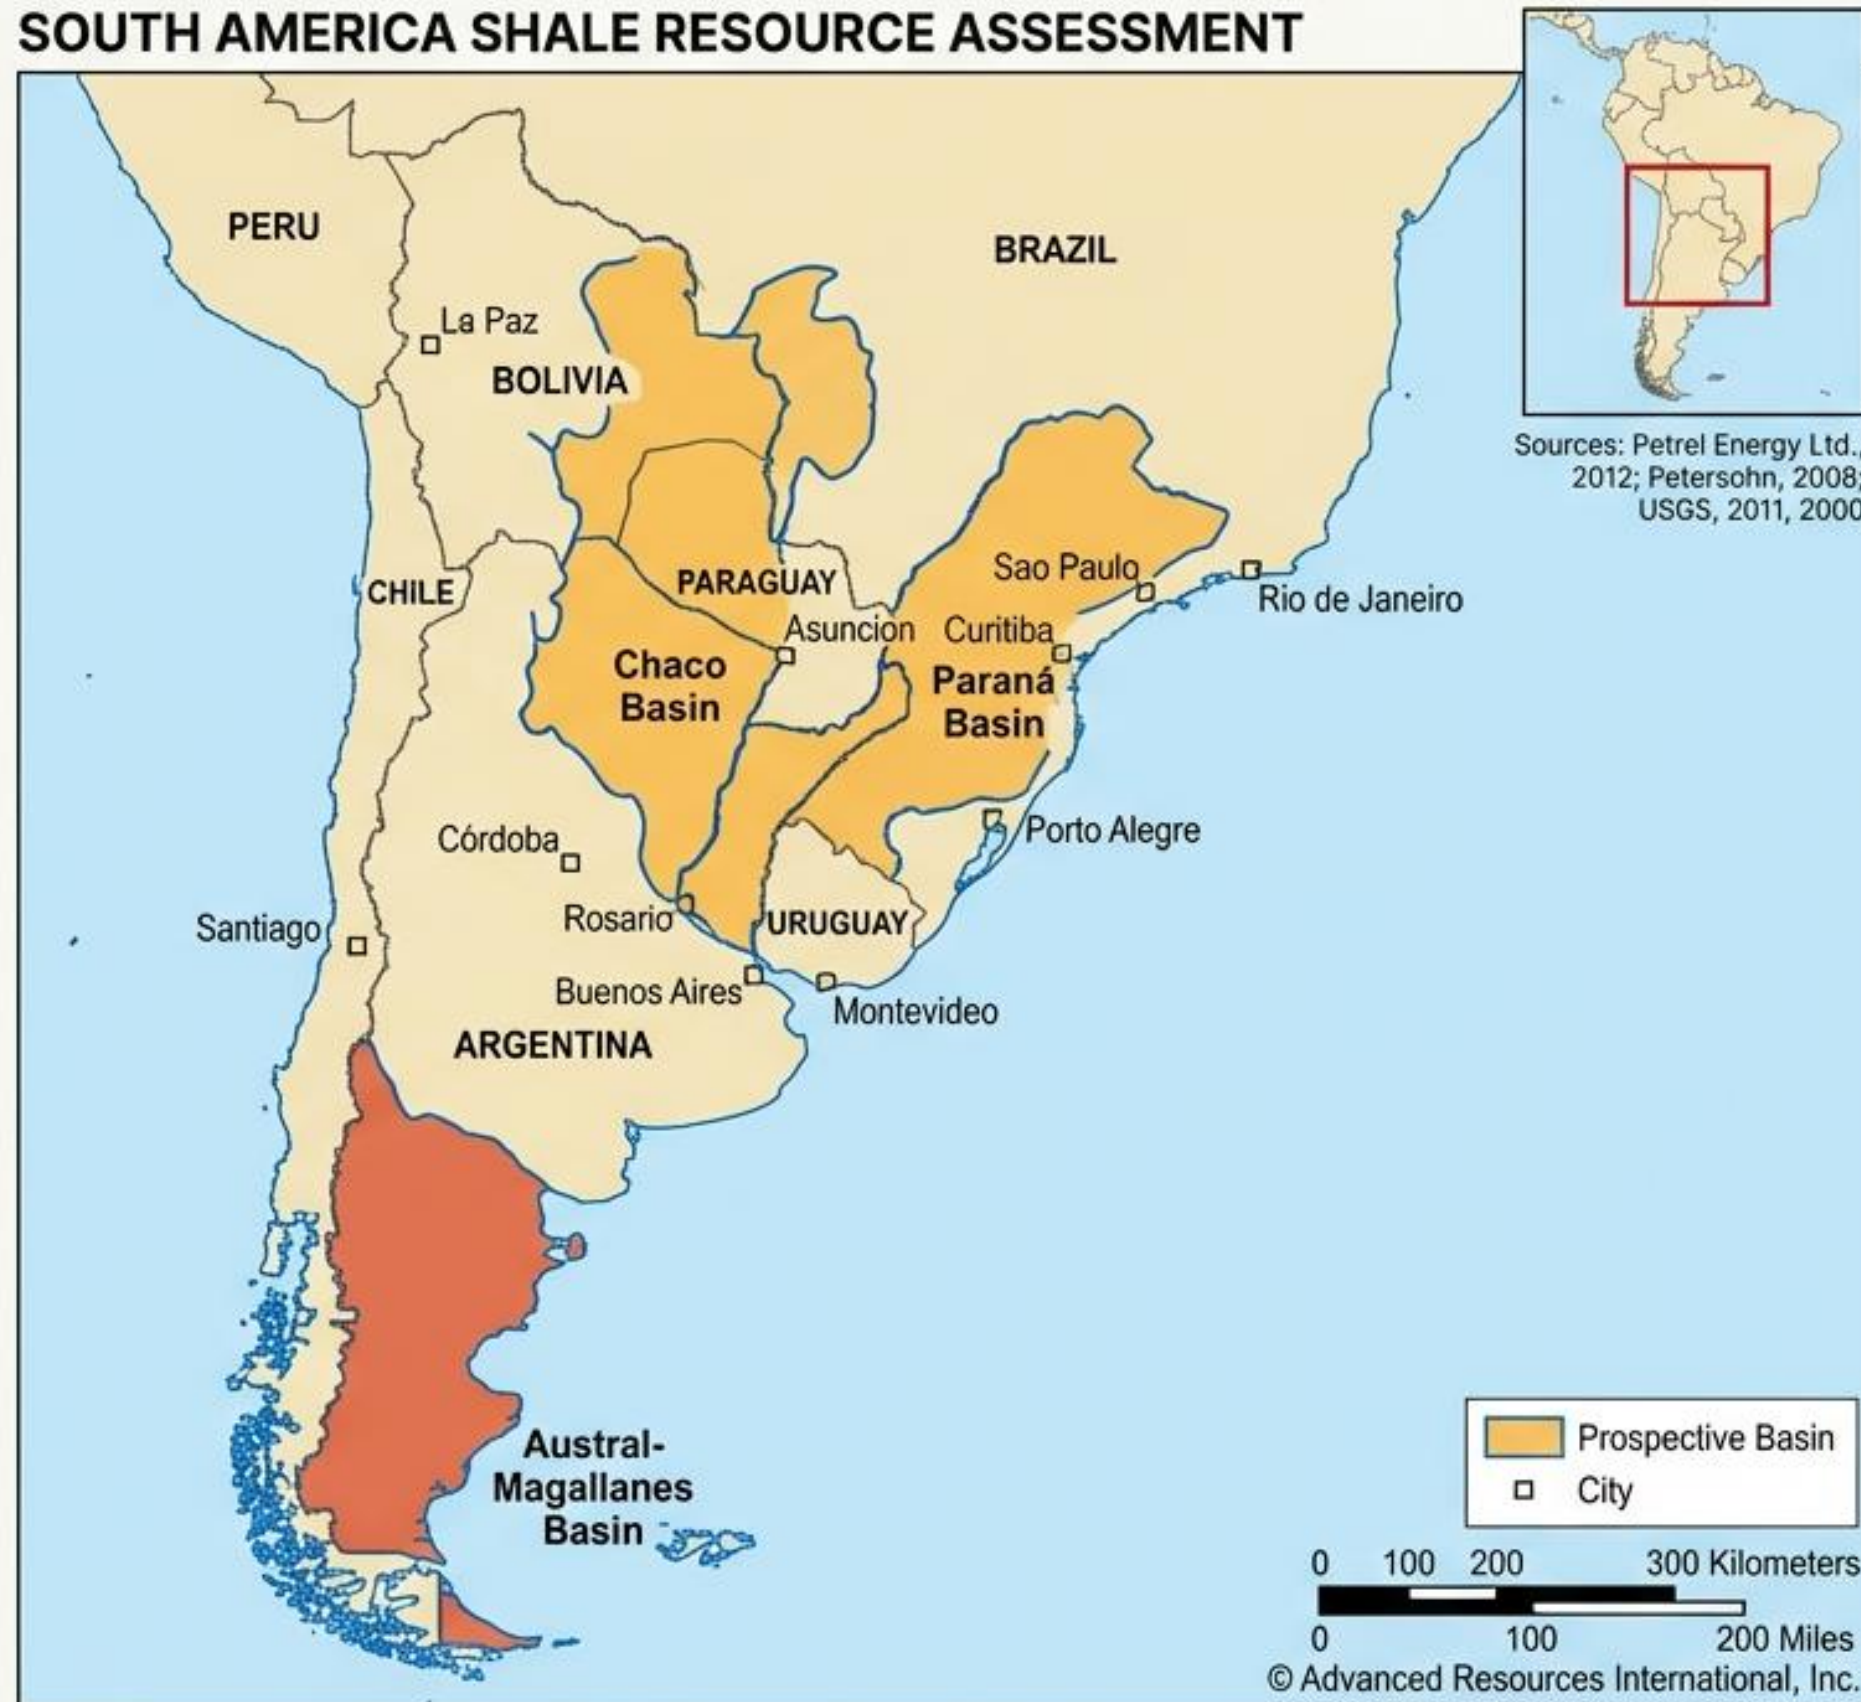 SOUTH AMERICA SHALE RESOURCE ASSESSMENT
PERU
BRAZIL
La Paz
BOLIVIA
Sources: Petrel Energy Ltd.,
2012; Petersohn, 2008;
USGS, 2011, 2000
CHILE
PARAGUAY
Sao Paulo
Rio de Janeiro
Asuncion
Curitiba
Chaco
Basin
Paraná
Basin
Córdoba
Porto Alegre
Santiago
Rosario
URUGUAY
Buenos Aires
Montevideo
ARGENTINA
Austral-
Magallanes
Basin
Prospective Basin
City
0 100 200 300 Kilometers
0 100 200 Miles
© Advanced Resources International, Inc.